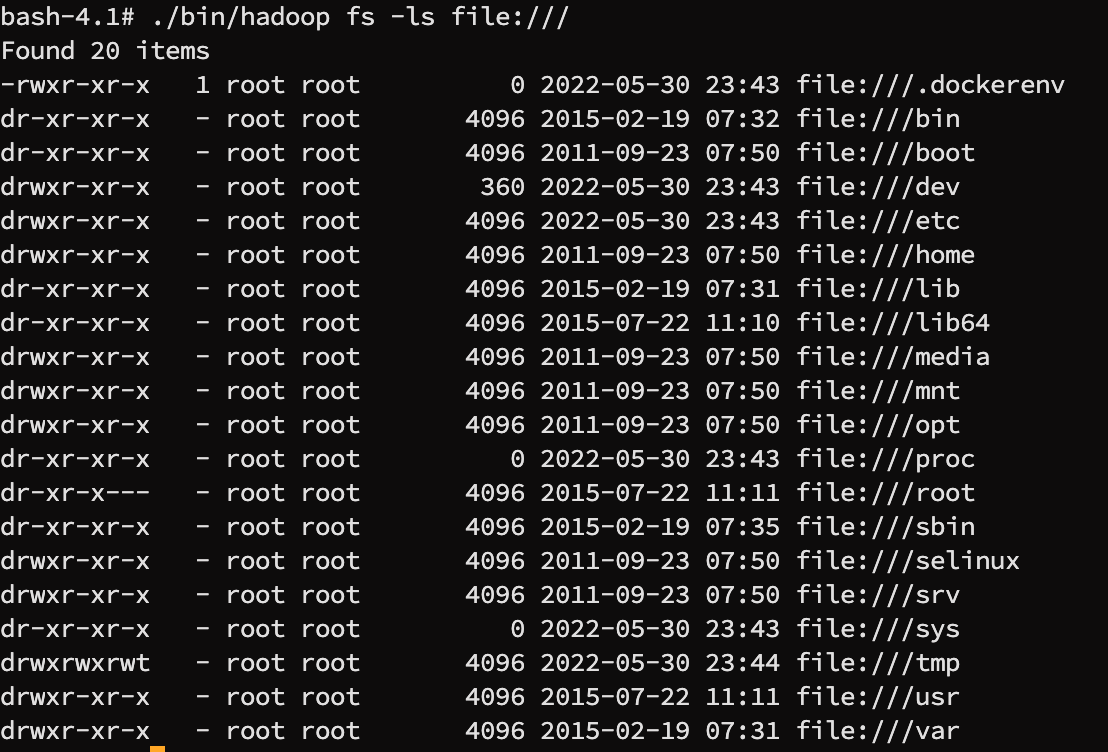 bash-4.1# ./bin/hadoop fs -ls file:///
Found 20 items
-rwxr-xr-x   1 root root          0 2022-05-30 23:43 file:///.dockerenv
dr-xr-xr-x   - root root       4096 2015-02-19 07:32 file:///bin
dr-xr-xr-x   - root root       4096 2011-09-23 07:50 file:///boot
drwxr-xr-x   - root root        360 2022-05-30 23:43 file:///dev
drwxr-xr-x   - root root       4096 2022-05-30 23:43 file:///etc
drwxr-xr-x   - root root       4096 2011-09-23 07:50 file:///home
dr-xr-xr-x   - root root       4096 2015-02-19 07:31 file:///lib
dr-xr-xr-x   - root root       4096 2015-07-22 11:10 file:///lib64
drwxr-xr-x   - root root       4096 2011-09-23 07:50 file:///media
drwxr-xr-x   - root root       4096 2011-09-23 07:50 file:///mnt
drwxr-xr-x   - root root       4096 2011-09-23 07:50 file:///opt
dr-xr-xr-x   - root root          0 2022-05-30 23:43 file:///proc
dr-xr-x---   - root root       4096 2015-07-22 11:11 file:///root
dr-xr-xr-x   - root root       4096 2015-02-19 07:35 file:///sbin
drwxr-xr-x   - root root       4096 2011-09-23 07:50 file:///selinux
drwxr-xr-x   - root root       4096 2011-09-23 07:50 file:///srv
dr-xr-xr-x   - root root          0 2022-05-30 23:43 file:///sys
drwxrwxrwt   - root root       4096 2022-05-30 23:44 file:///tmp
drwxr-xr-x   - root root       4096 2015-07-22 11:11 file:///usr
drwxr-xr-x   - root root       4096 2015-02-19 07:31 file:///var